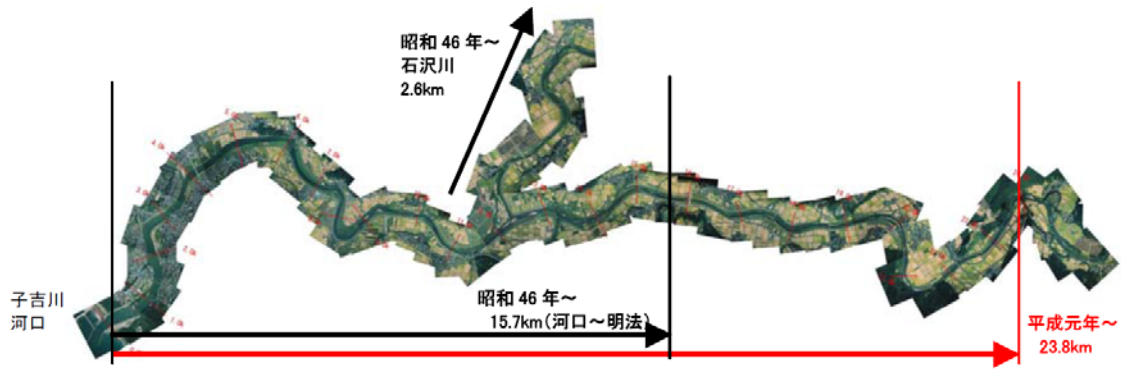 昭和 46 年～
石沢川
2.6km
子吉川
河口
昭和 46 年～
15.7km（河口～明法）
平成元年～
23.8km